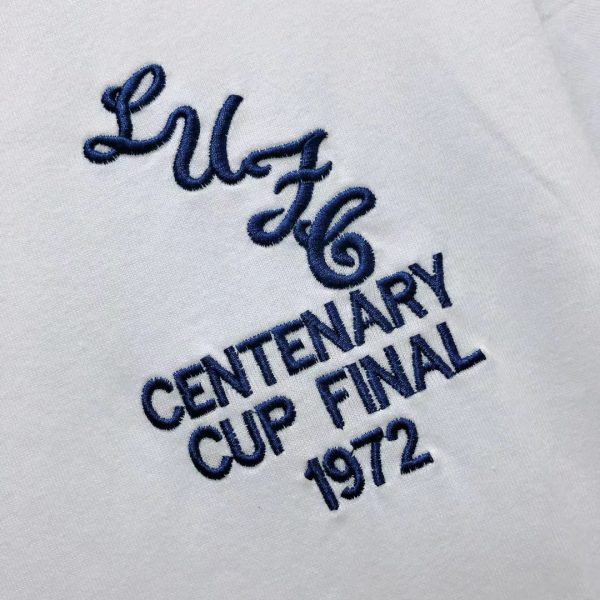 LUFC
CENTENARY
CUP FINAL
1972